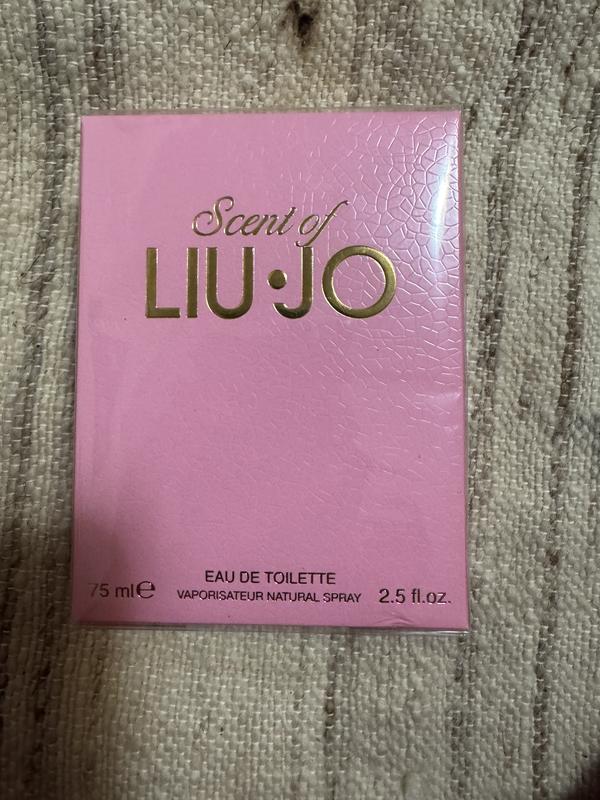 Scent of
LIU•JO
EAU DE TOILETTE
75 ml℮ VAPORISATEUR NATURAL SPRAY 2.5 fl.oz.